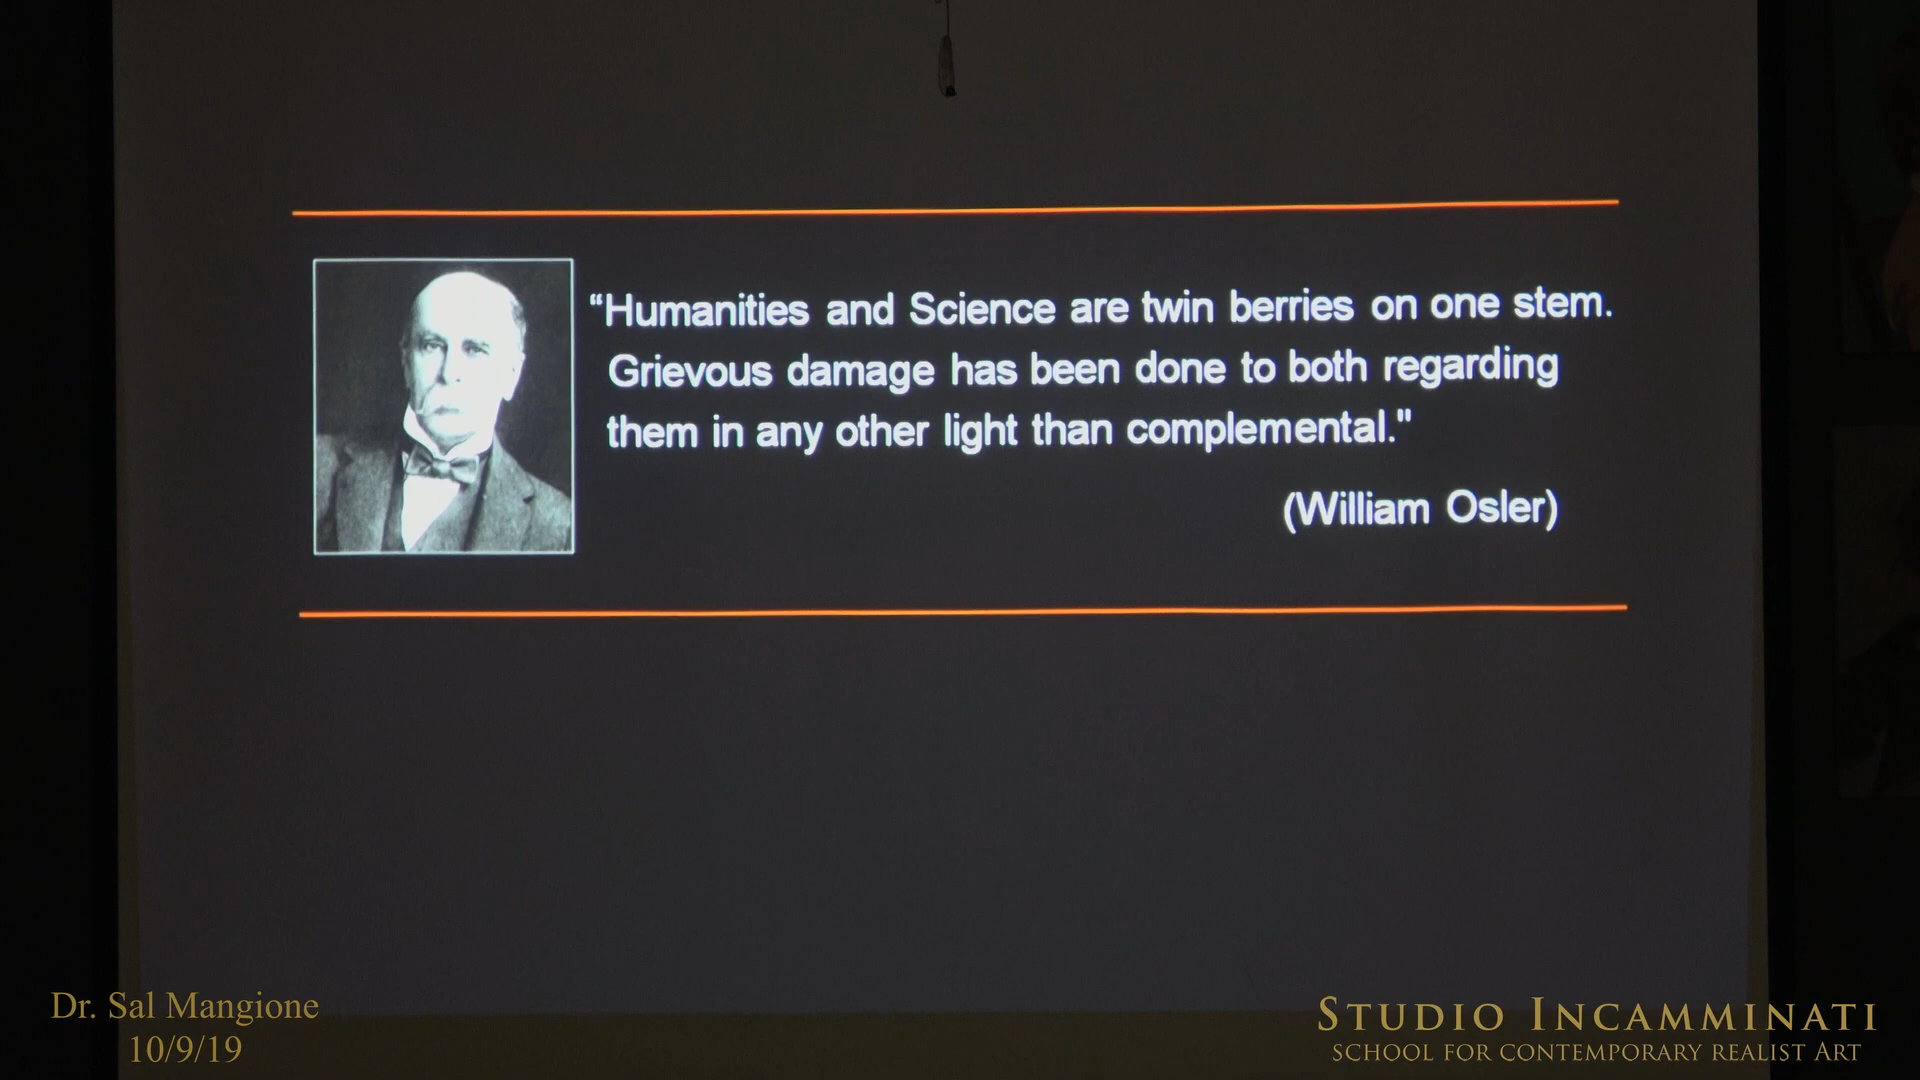 “Humanities and Science are twin berries on one stem.
Grievous damage has been done to both regarding
them in any other light than complemental."
(William Osler)
Dr. Sal Mangione
10/9/19
STUDIO INCAMMINATI
SCHOOL FOR CONTEMPORARY REALIST ART